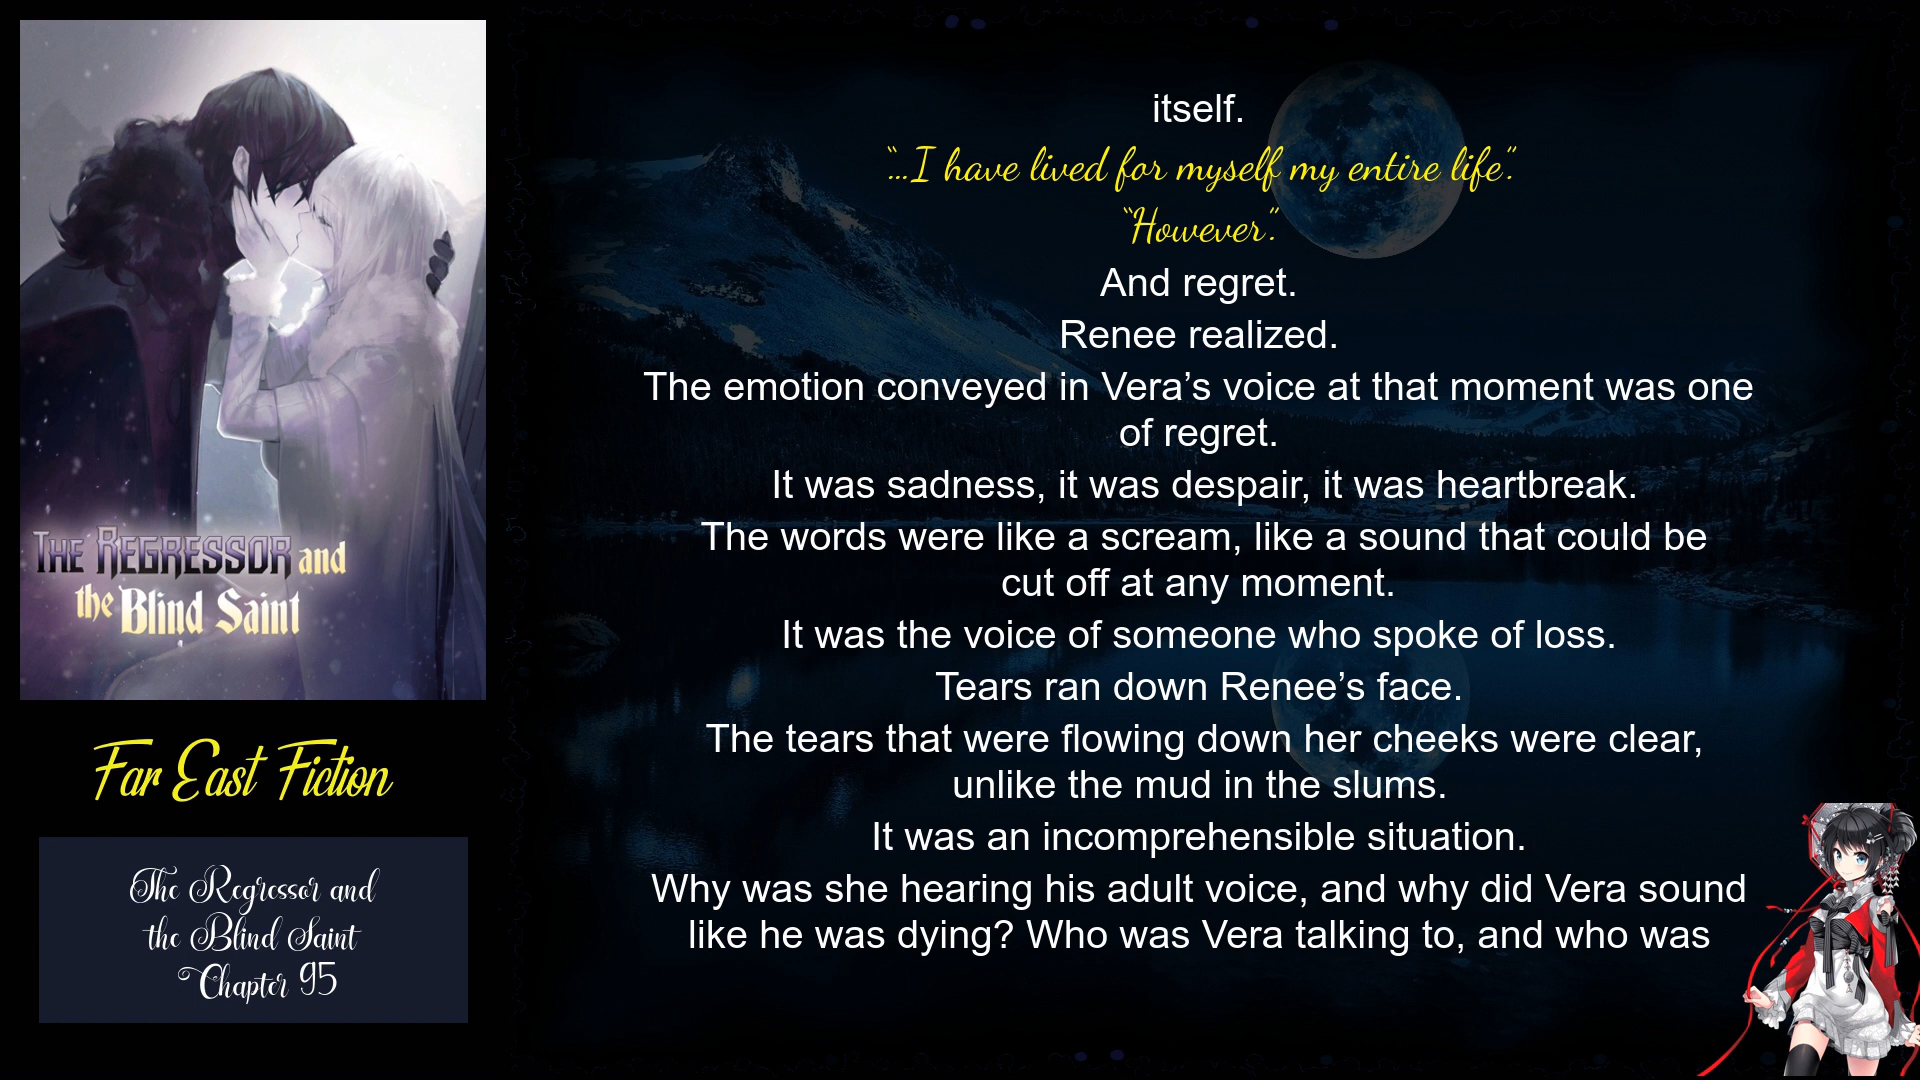 THE REGRESSOR and
the Blind Saint
Far East Fiction
The Regressor and
the Blind Saint
Chapter 95
itself.
“...I have lived for myself my entire life”.
“However”.
And regret.
Renee realized.
The emotion conveyed in Vera’s voice at that moment was one
of regret.
It was sadness, it was despair, it was heartbreak.
The words were like a scream, like a sound that could be
cut off at any moment.
It was the voice of someone who spoke of loss.
Tears ran down Renee’s face.
The tears that were flowing down her cheeks were clear,
unlike the mud in the slums.
It was an incomprehensible situation.
Why was she hearing his adult voice, and why did Vera sound
like he was dying? Who was Vera talking to, and who was